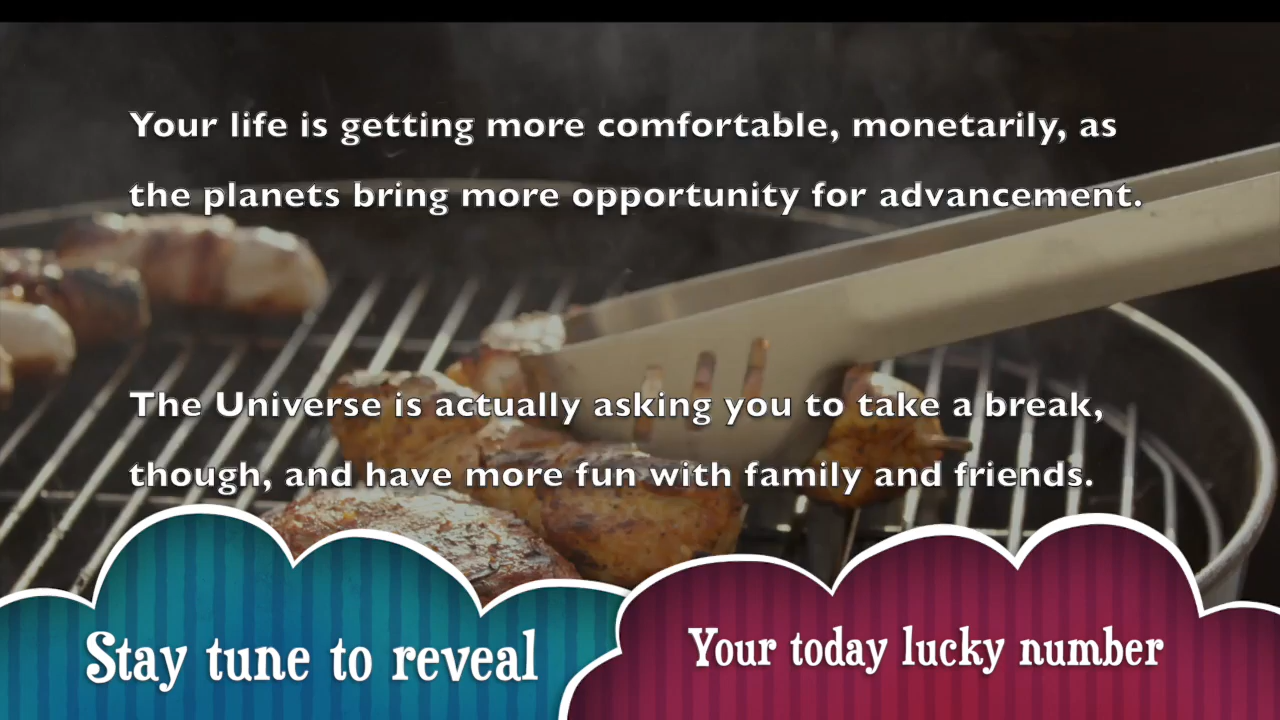 Your life is getting more comfortable, monetarily, as
the planets bring more opportunity for advancement.
The Universe is actually asking you to take a break,
though, and have more fun with family and friends.
Stay tune to reveal
Your today lucky number